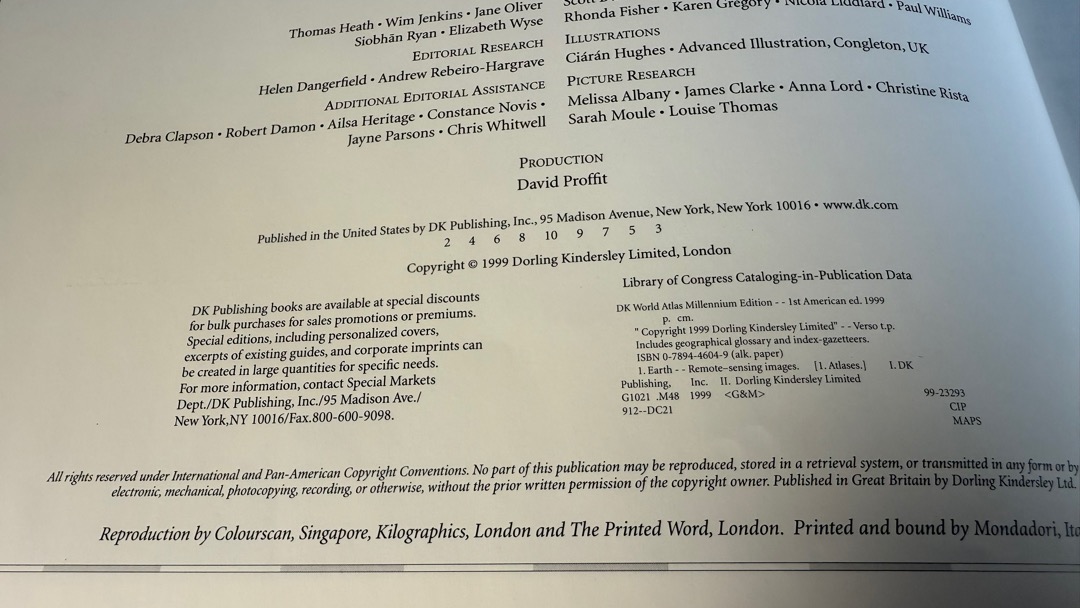 Thomas Heath • Wim Jenkins • Jane Oliver
Siobhān Ryan • Elizabeth Wyse
EDITORIAL RESEARCH
Helen Dangerfield • Andrew Rebeiro-Hargrave
ADDITIONAL EDITORIAL ASSISTANCE
Debra Clapson • Robert Damon • Ailsa Heritage • Constance Novis •
Jayne Parsons • Chris Whitwell
Rhonda Fisher • Karen Gregory • Nicola Liddiard • Paul Williams
ILLUSTRATIONS
Ciárán Hughes • Advanced Illustration, Congleton, UK
PICTURE RESEARCH
Melissa Albany • James Clarke • Anna Lord • Christine Rista
Sarah Moule • Louise Thomas
PRODUCTION
David Proffit
Published in the United States by DK Publishing, Inc., 95 Madison Avenue, New York, New York 10016 • www.dk.com
2 4 6 8 10 9 7 5 3
Copyright © 1999 Dorling Kindersley Limited, London
DK Publishing books are available at special discounts
for bulk purchases for sales promotions or premiums.
Special editions, including personalized covers,
excerpts of existing guides, and corporate imprints can
be created in large quantities for specific needs.
For more information, contact Special Markets
Dept./DK Publishing, Inc./95 Madison Ave./
New York,NY 10016/Fax.800-600-9098.
Library of Congress Cataloging-in-Publication Data
DK World Atlas Millennium Edition - - 1st American ed. 1999
p. cm.
" Copyright 1999 Dorling Kindersley Limited" - - Verso t.p.
Includes geographical glossary and index-gazetteers.
ISBN 0-7894-4604-9 (alk. paper)
1. Earth - - Remote–sensing images. [1. Atlases.] I. DK
Publishing, Inc. II. Dorling Kindersley Limited
G1021 .M48 1999 <G&M>
99-23293
912--DC21
CIP
MAPS
All rights reserved under International and Pan-American Copyright Conventions. No part of this publication may be reproduced, stored in a retrieval system, or transmitted in any form or by
electronic, mechanical, photocopying, recording, or otherwise, without the prior written permission of the copyright owner. Published in Great Britain by Dorling Kindersley Ltd.
Reproduction by Colourscan, Singapore, Kilographics, London and The Printed Word, London. Printed and bound by Mondadori,